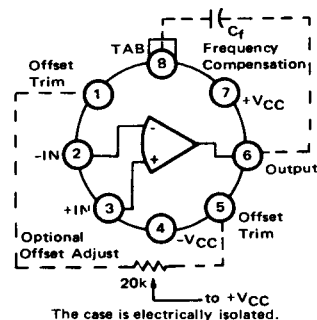 TAB
Cf
Frequency
Compensation
8
Offset
Trim
1
7
+VCC
-IN
2
-
6
Output
+
+IN
3
5
Offset
Trim
4
-VCC
Optional
Offset Adjust
20k
to +VCC
The case is electrically isolated.